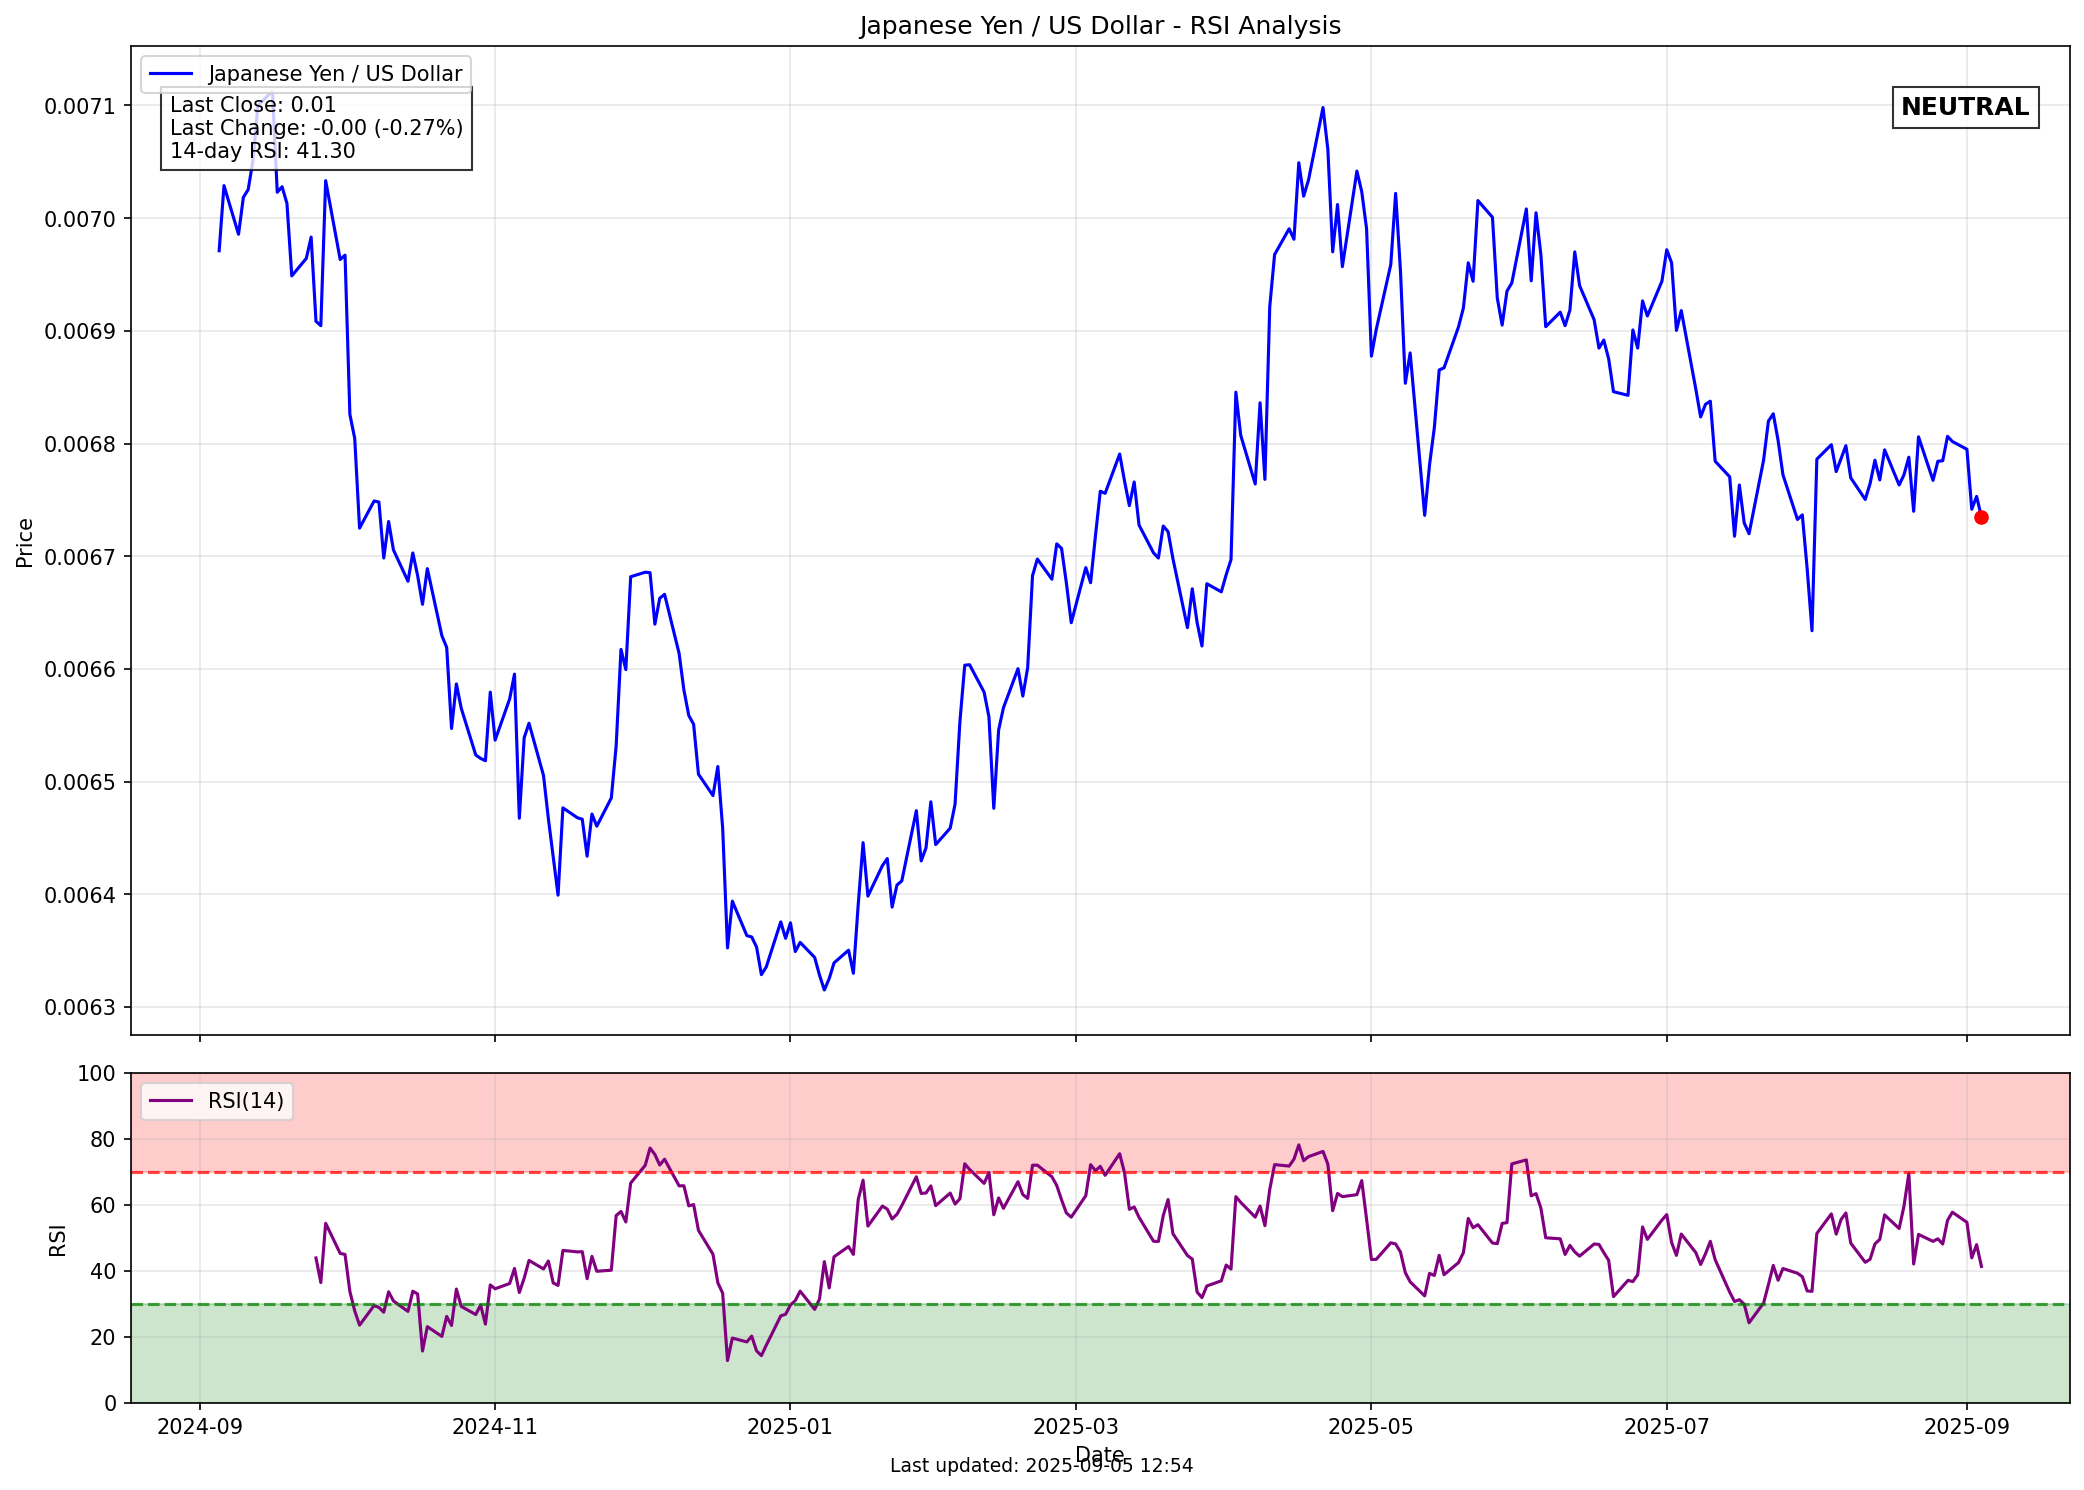 Japanese Yen / US Dollar - RSI Analysis
Japanese Yen / US Dollar
Last Close: 0.01
Last Change: -0.00 (-0.27%)
14-day RSI: 41.30
NEUTRAL
0.0071
0.0070
0.0069
0.0068
0.0067
0.0066
0.0065
0.0064
0.0063
Price
RSI(14)
100
80
60
40
20
0
RSI
2024-09
2024-11
2025-01
2025-03
2025-05
2025-07
2025-09
Date
Last updated: 2025-09-05 12:54